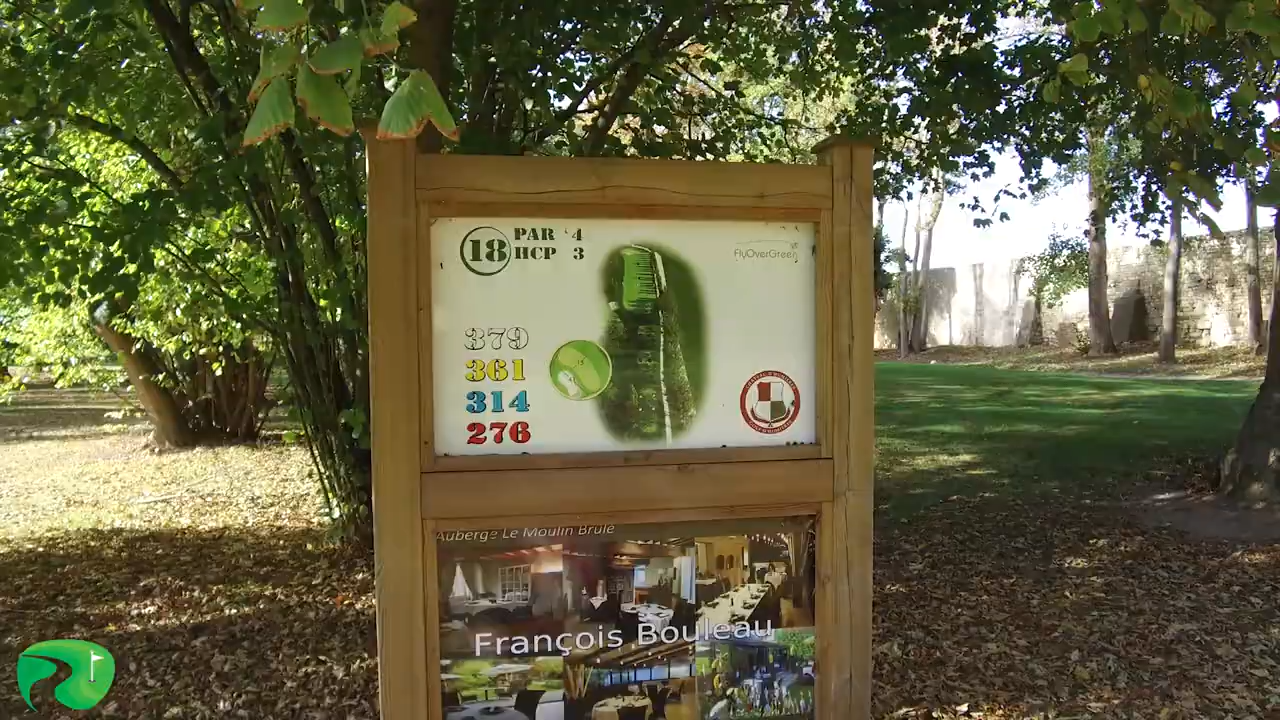 18
PAR 4
HCP 3
FlyOverGreen
379
361
314
276
Auberge Le Moulin Brulé
François Bouleau